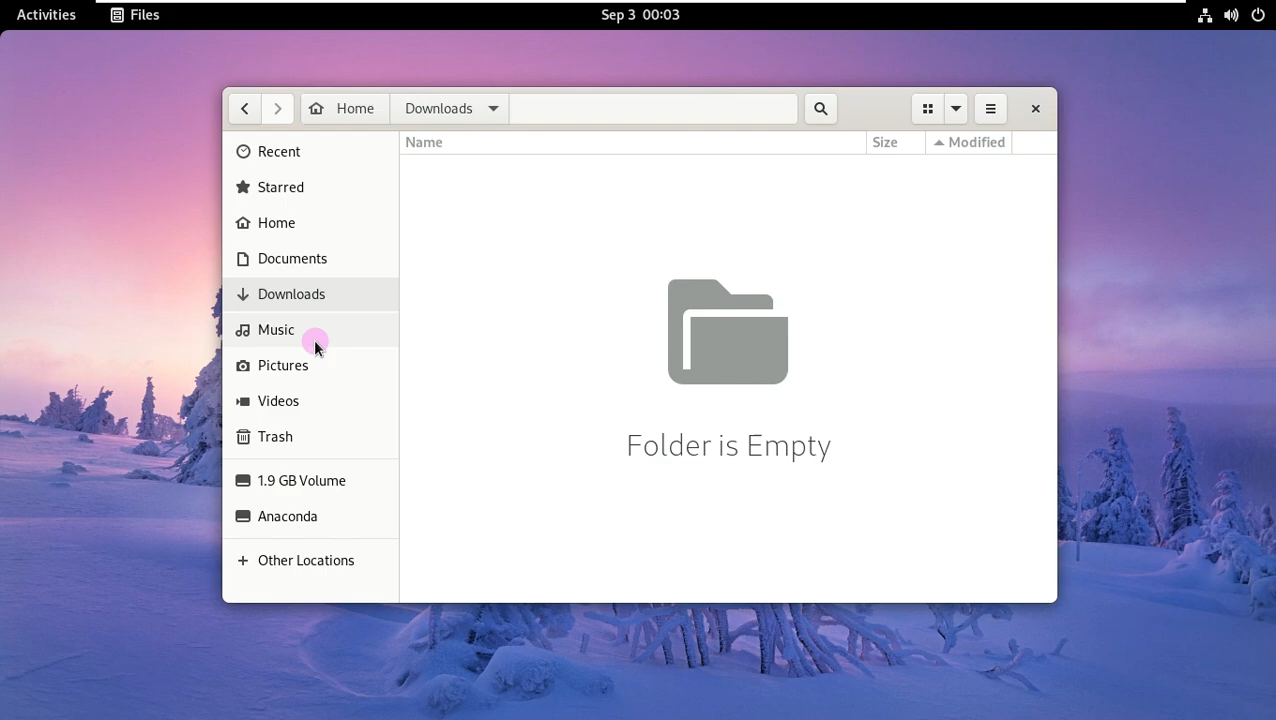 Activities Files Sep 3 00:03
Home Downloads
Name Size Modified
Recent
Starred
Home
Documents
Downloads
Music
Pictures
Videos
Trash
1.9 GB Volume
Anaconda
Other Locations
Folder is Empty